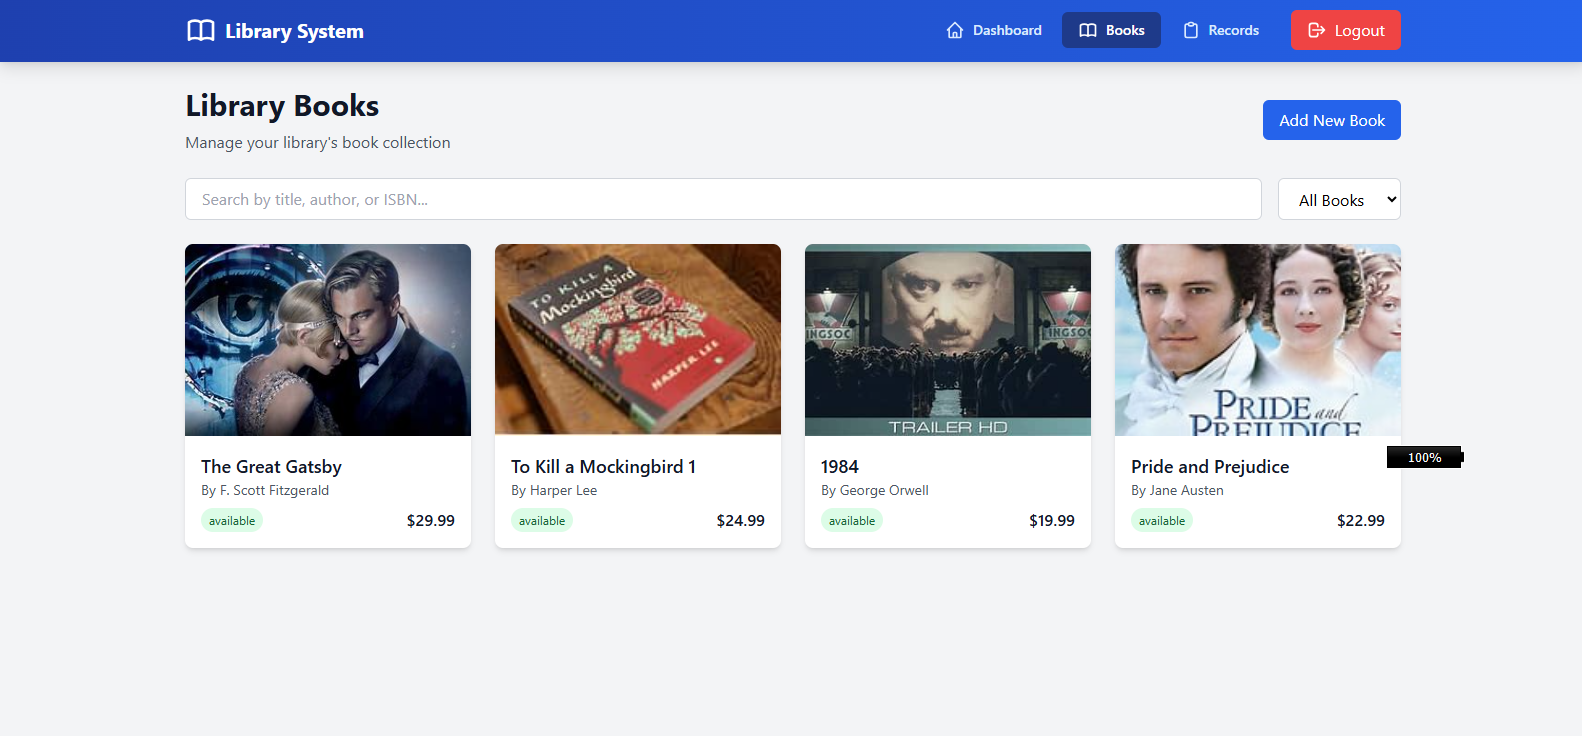 Library System
Dashboard
Books
Records
Logout
Library Books
Manage your library's book collection
Add New Book
Search by title, author, or ISBN...
All Books
TO KILL A
Mockingbird
HARPER LEE
INGSOC
INGSOC
TRAILER HD
PRIDE and
PREJUDICE
The Great Gatsby
By F. Scott Fitzgerald
available
$29.99
To Kill a Mockingbird 1
By Harper Lee
available
$24.99
1984
By George Orwell
available
$19.99
Pride and Prejudice
By Jane Austen
available
$22.99
100%